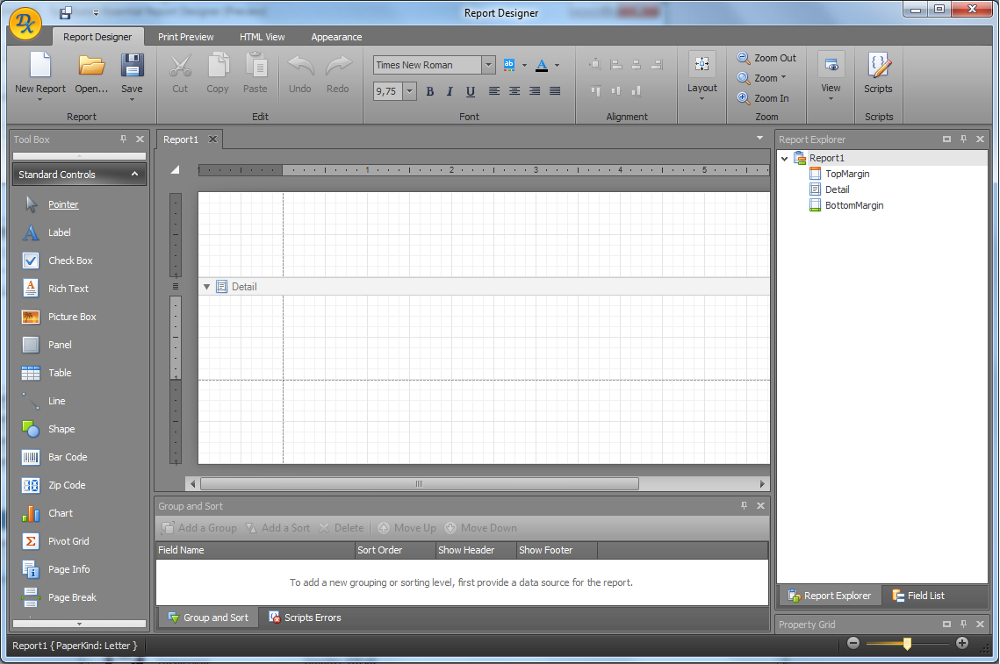 Report Designer
DX
Report Designer Print Preview HTML View Appearance
New Report Open... Save Cut Copy Paste Undo Redo Times New Roman 9,75 B I U Layout Zoom Out Zoom Zoom In View Scripts
Report Edit Font Alignment Zoom Scripts
Tool Box
Standard Controls
Pointer
Label
Check Box
Rich Text
Picture Box
Panel
Table
Line
Shape
Bar Code
Zip Code
Chart
Pivot Grid
Page Info
Page Break
Report1
1 2 3 4 5
Detail
Group and Sort
Add a Group Add a Sort Delete Move Up Move Down
Field Name Sort Order Show Header Show Footer
To add a new grouping or sorting level, first provide a data source for the report.
Group and Sort Scripts Errors
Report Explorer
Report1
TopMargin
Detail
BottomMargin
Report Explorer Field List
Property Grid
Report1 { PaperKind: Letter }